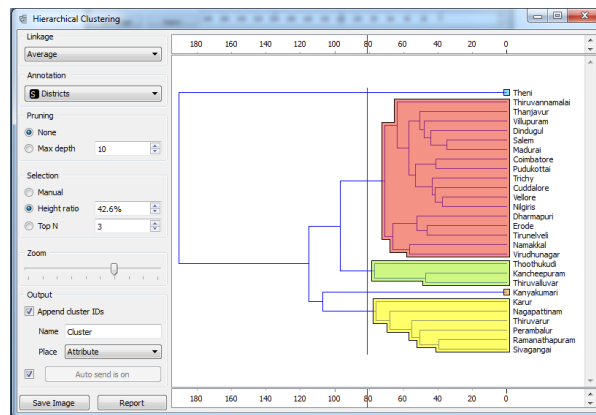 Hierarchical Clustering
Linkage
Average
Annotation
S Districts
Pruning
None
Max depth 10
Selection
Manual
Height ratio 42.6%
Top N 3
Zoom
Output
Append cluster IDs
Name Cluster
Place Attribute
Auto send is on
Save Image Report
180 160 140 120 100 80 60 40 20 0
Theni
Thiruvannamalai
Thanjavur
Villupuram
Dindugul
Salem
Madurai
Coimbatore
Pudukottai
Trichy
Cuddalore
Vellore
Nilgiris
Dharmapuri
Erode
Tirunelveli
Namakkal
Virudhunagar
Thoothukudi
Kancheepuram
Thiruvalluvar
Kanyakumari
Karur
Nagapattinam
Thiruvarur
Perambalur
Ramanathapuram
Sivagangai
180 160 140 120 100 80 60 40 20 0